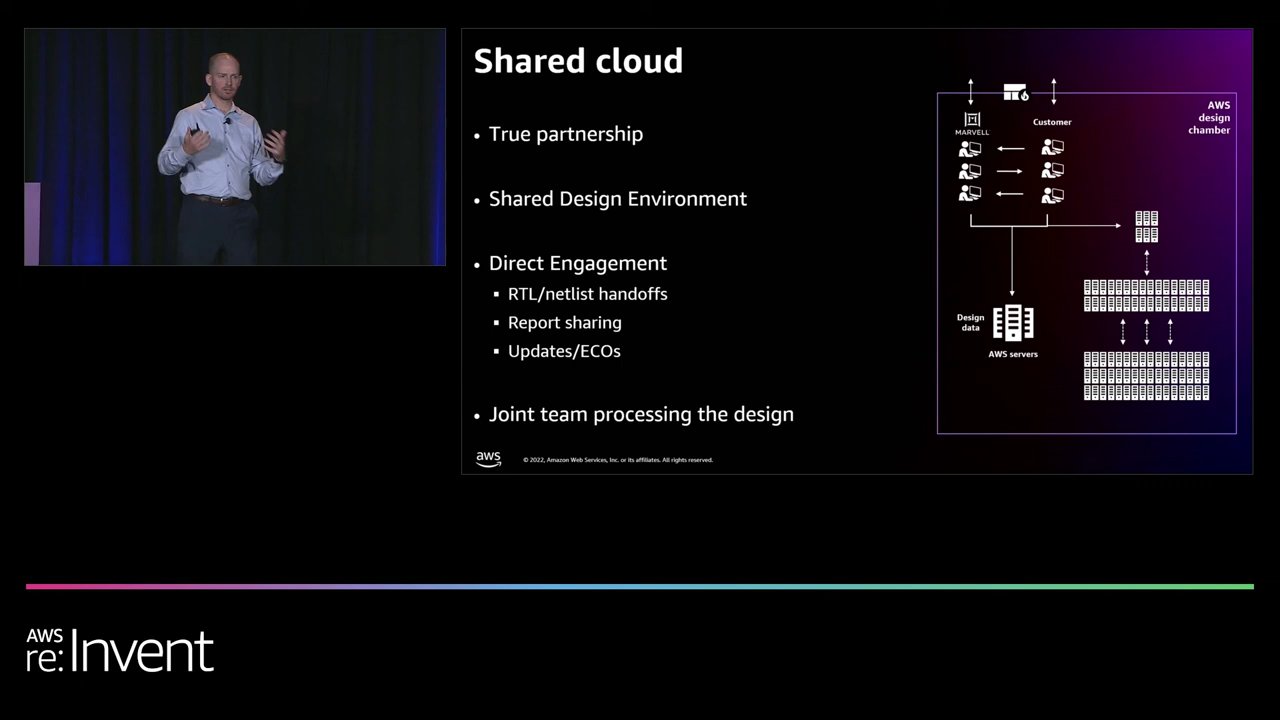 Shared cloud
• True partnership
• Shared Design Environment
• Direct Engagement
▪ RTL/netlist handoffs
▪ Report sharing
▪ Updates/ECOs
• Joint team processing the design
aws
© 2022, Amazon Web Services, Inc. or its affiliates. All rights reserved.
AWS
design
chamber
MARVELL
Customer
Design
data
AWS servers
AWS
re:Invent